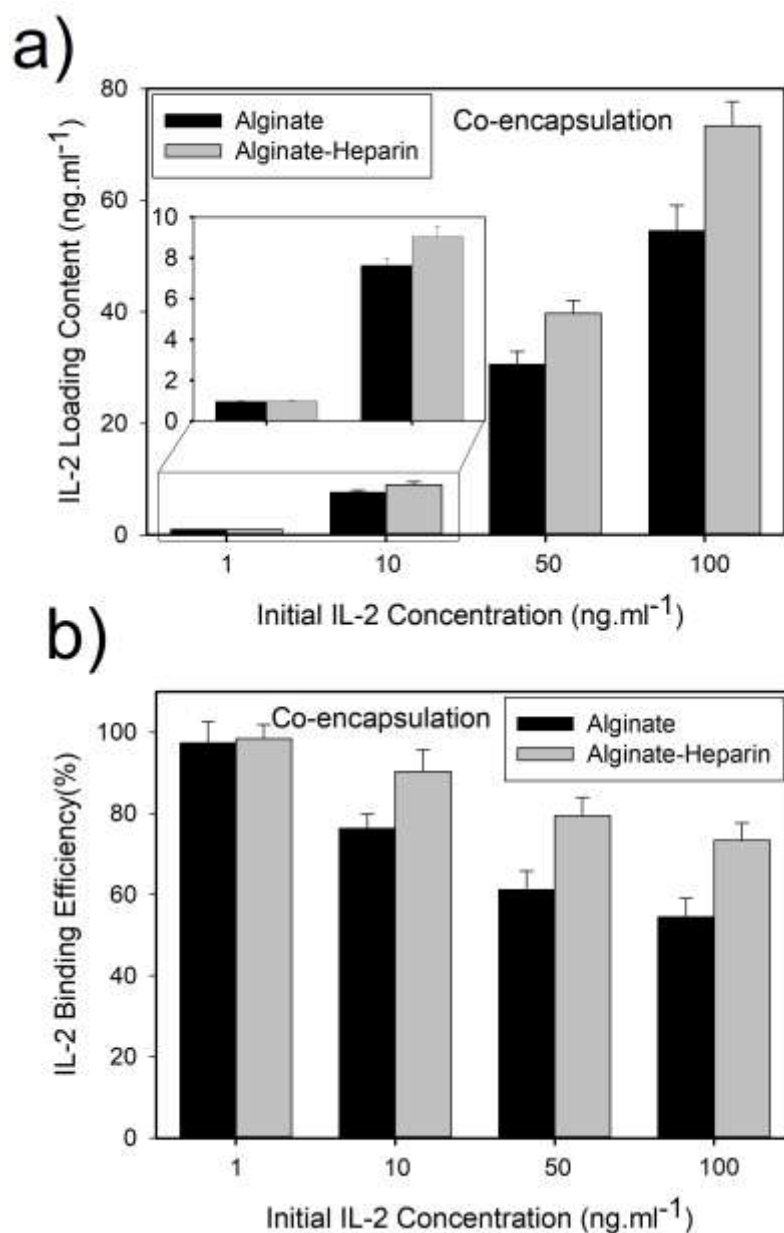 a)
80
60
40
20
0
IL-2 Loading Content (ng.ml⁻¹)
Alginate
Alginate-Heparin
Co-encapsulation
10
8
6
4
2
0
1 10 50 100
Initial IL-2 Concentration (ng.ml⁻¹)
b)
100
80
60
40
20
0
IL-2 Binding Efficiency(%)
Co-encapsulation
Alginate
Alginate-Heparin
1 10 50 100
Initial IL-2 Concentration (ng.ml⁻¹)